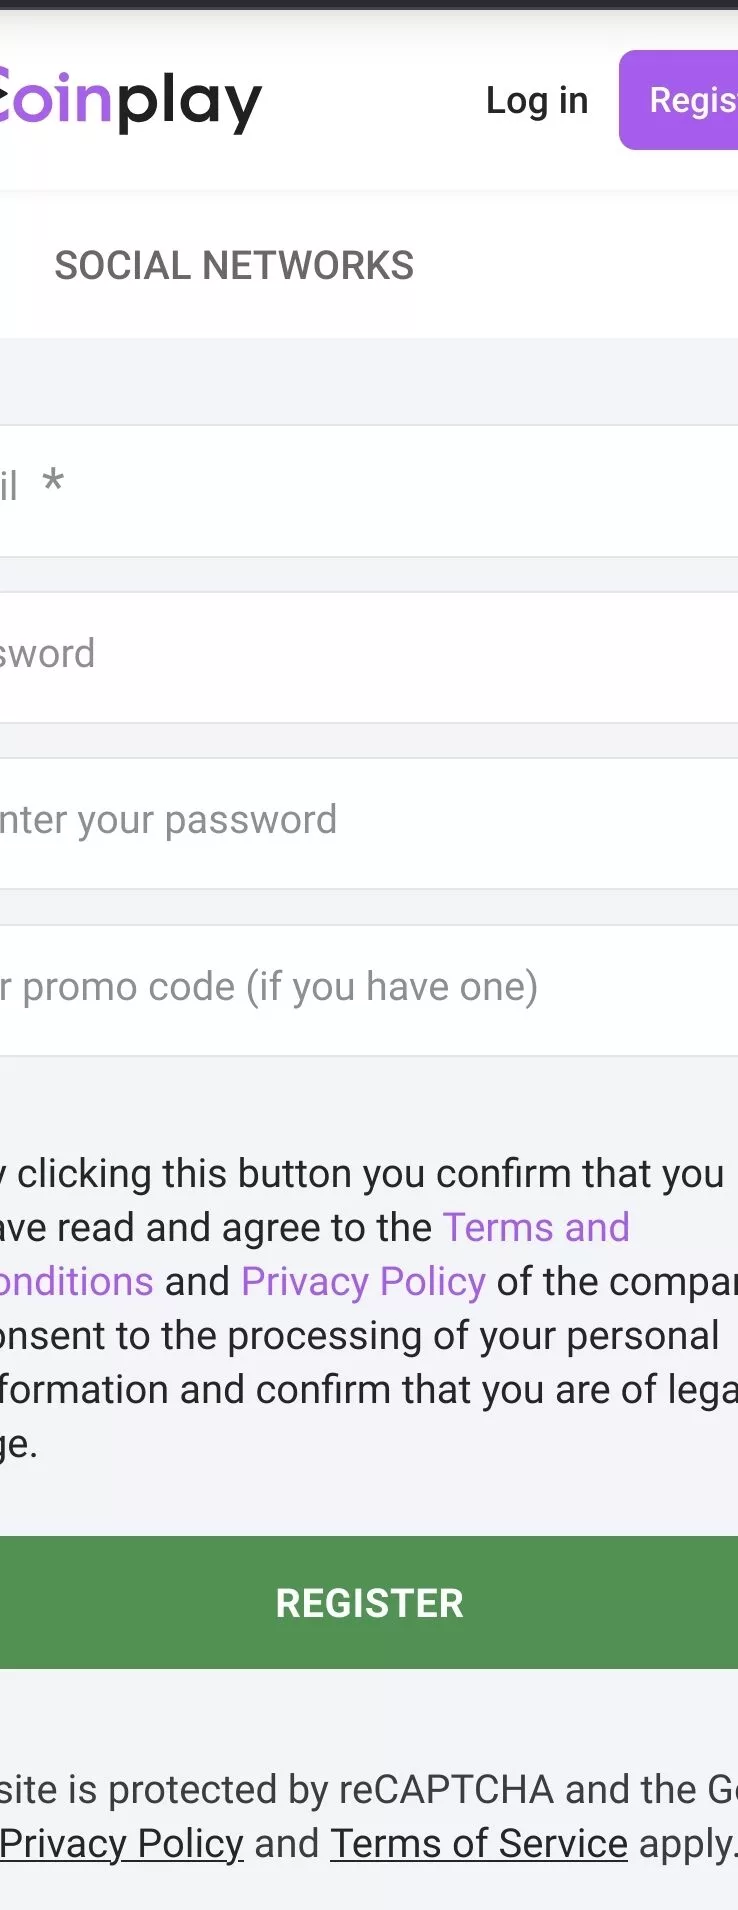 Coinplay
Log in
Regis
SOCIAL NETWORKS
il *
sword
nter your password
r promo code (if you have one)
y clicking this button you confirm that you
ave read and agree to the Terms and
onditions and Privacy Policy of the compan
onsent to the processing of your personal
formation and confirm that you are of lega
ge.
REGISTER
site is protected by reCAPTCHA and the Go
Privacy Policy and Terms of Service apply.